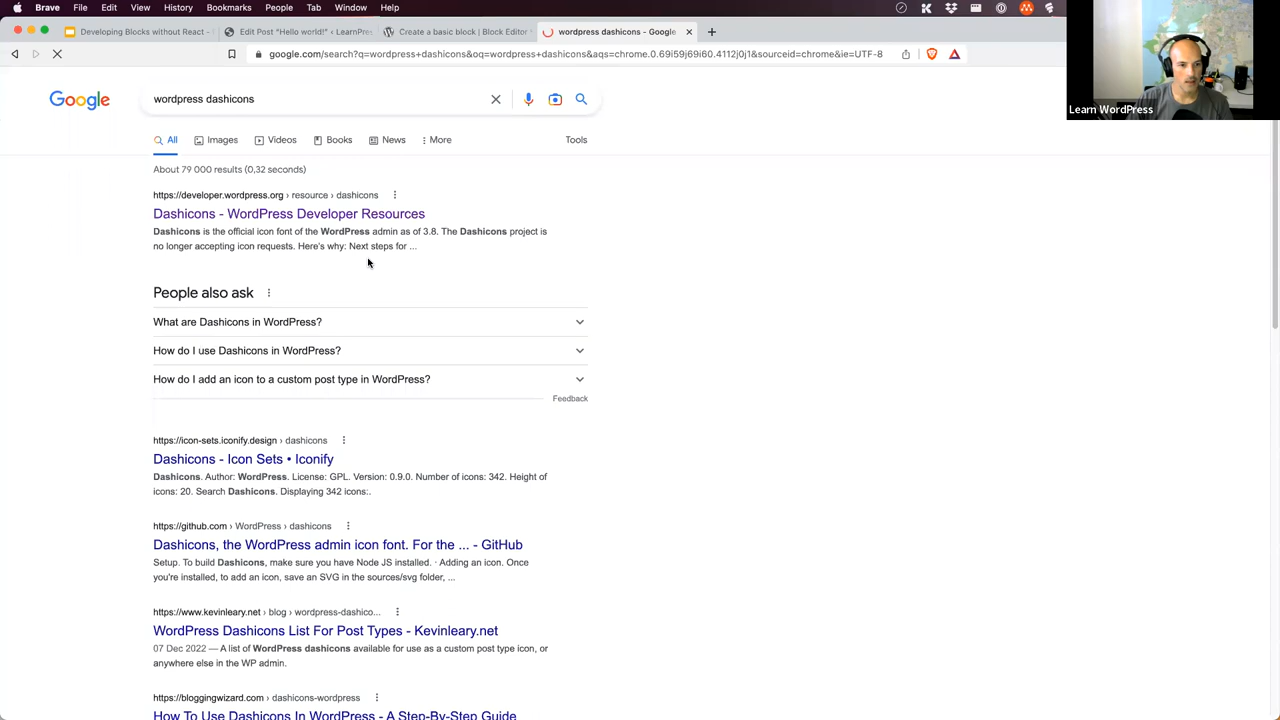 Brave File Edit View History Bookmarks People Tab Window Help
Developing Blocks without React -
Edit Post "Hello world!" ‹ LearnPres
Create a basic block | Block Editor
wordpress dashicons - Google
google.com/search?q=wordpress+dashicons&oq=wordpress+dashicons&aqs=chrome.0.69i59j69i60.4112j0j1&sourceid=chrome&ie=UTF-8
Learn WordPress
Google
wordpress dashicons
All Images Videos Books News More Tools
About 79 000 results (0,32 seconds)
https://developer.wordpress.org › resource › dashicons
Dashicons - WordPress Developer Resources
Dashicons is the official icon font of the WordPress admin as of 3.8. The Dashicons project is
no longer accepting icon requests. Here's why: Next steps for ...
People also ask
What are Dashicons in WordPress?
How do I use Dashicons in WordPress?
How do I add an icon to a custom post type in WordPress?
Feedback
https://icon-sets.iconify.design › dashicons
Dashicons - Icon Sets • Iconify
Dashicons. Author: WordPress. License: GPL. Version: 0.9.0. Number of icons: 342. Height of
icons: 20. Search Dashicons. Displaying 342 icons:.
https://github.com › WordPress › dashicons
Dashicons, the WordPress admin icon font. For the ... - GitHub
Setup. To build Dashicons, make sure you have Node JS installed. · Adding an icon. Once
you're installed, to add an icon, save an SVG in the sources/svg folder, ...
https://www.kevinleary.net › blog › wordpress-dashico...
WordPress Dashicons List For Post Types - Kevinleary.net
07 Dec 2022 — A list of WordPress dashicons available for use as a custom post type icon, or
anywhere else in the WP admin.
https://bloggingwizard.com › dashicons-wordpress
How To Use Dashicons In WordPress - A Step-By-Step Guide